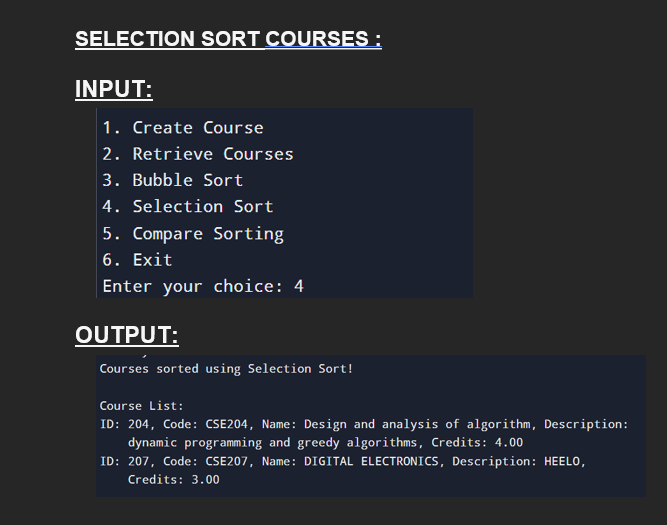 SELECTION SORT COURSES :
INPUT:
1. Create Course
2. Retrieve Courses
3. Bubble Sort
4. Selection Sort
5. Compare Sorting
6. Exit
Enter your choice: 4
OUTPUT:
Courses sorted using Selection Sort!
Course List:
ID: 204, Code: CSE204, Name: Design and analysis of algorithm, Description:
dynamic programming and greedy algorithms, Credits: 4.00
ID: 207, Code: CSE207, Name: DIGITAL ELECTRONICS, Description: HEELO,
Credits: 3.00